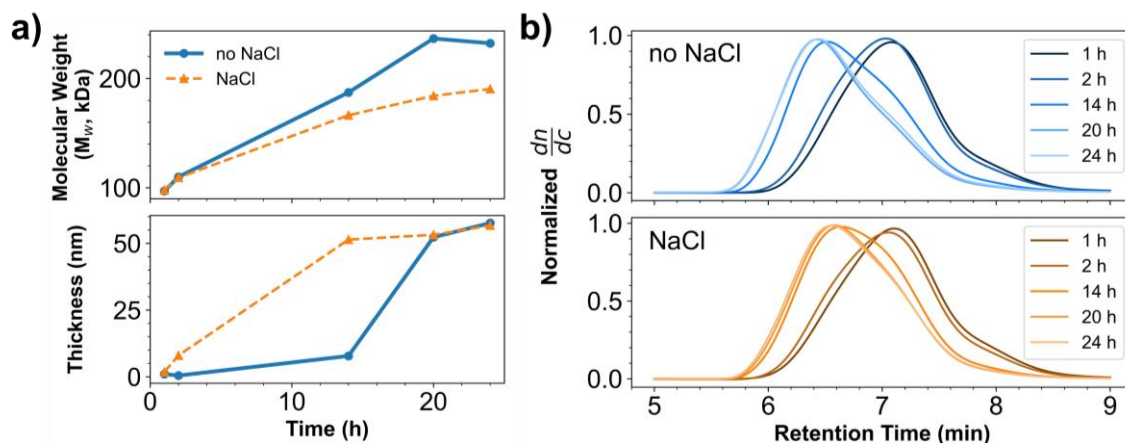 a)
Molecular Weight
(Mw, kDa)
200
100
no NaCl
NaCl
Thickness (nm)
50
25
0
0
10
20
Time (h)
b)
Normalized dn/dc
1.0
0.5
0.0
no NaCl
1 h
2 h
14 h
20 h
24 h
1.0
0.5
0.0
NaCl
1 h
2 h
14 h
20 h
24 h
5
6
7
8
9
Retention Time (min)